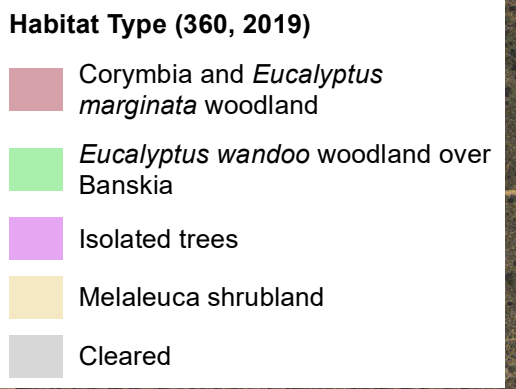 Habitat Type (360, 2019)
Corymbia and Eucalyptus
marginata woodland
Eucalyptus wandoo woodland over
Banskia
Isolated trees
Melaleuca shrubland
Cleared